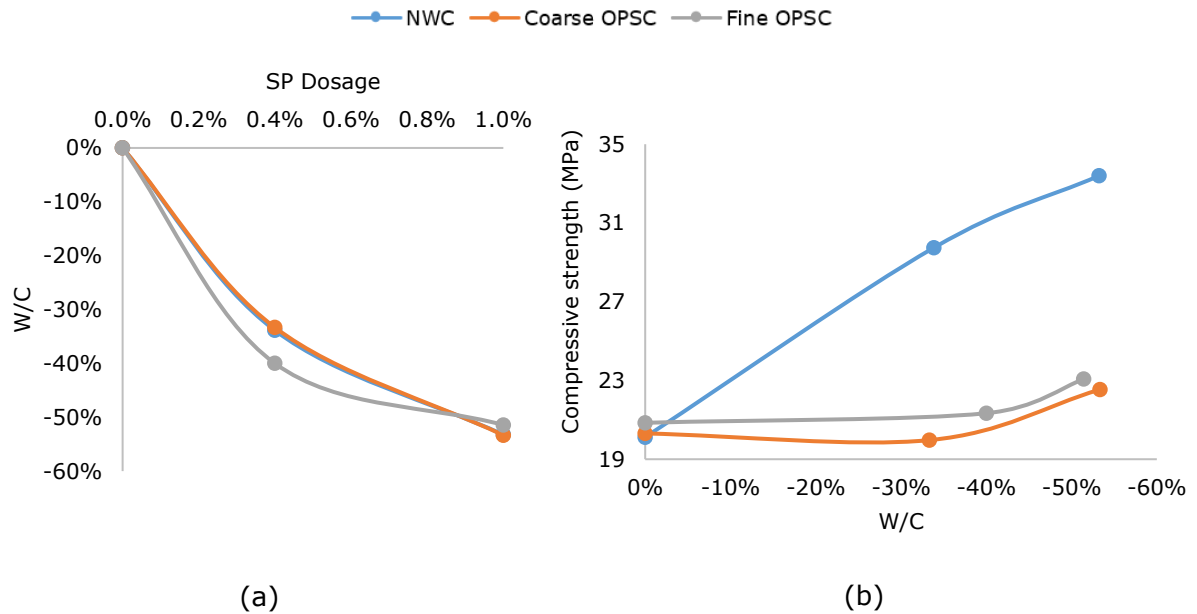 NWC Coarse OPSC Fine OPSC
SP Dosage
0.0% 0.2% 0.4% 0.6% 0.8% 1.0%
0%
-10%
-20%
-30%
-40%
-50%
-60%
W/C
(a)
Compressive strength (MPa)
35
31
27
23
19
0% -10% -20% -30% -40% -50% -60%
W/C
(b)